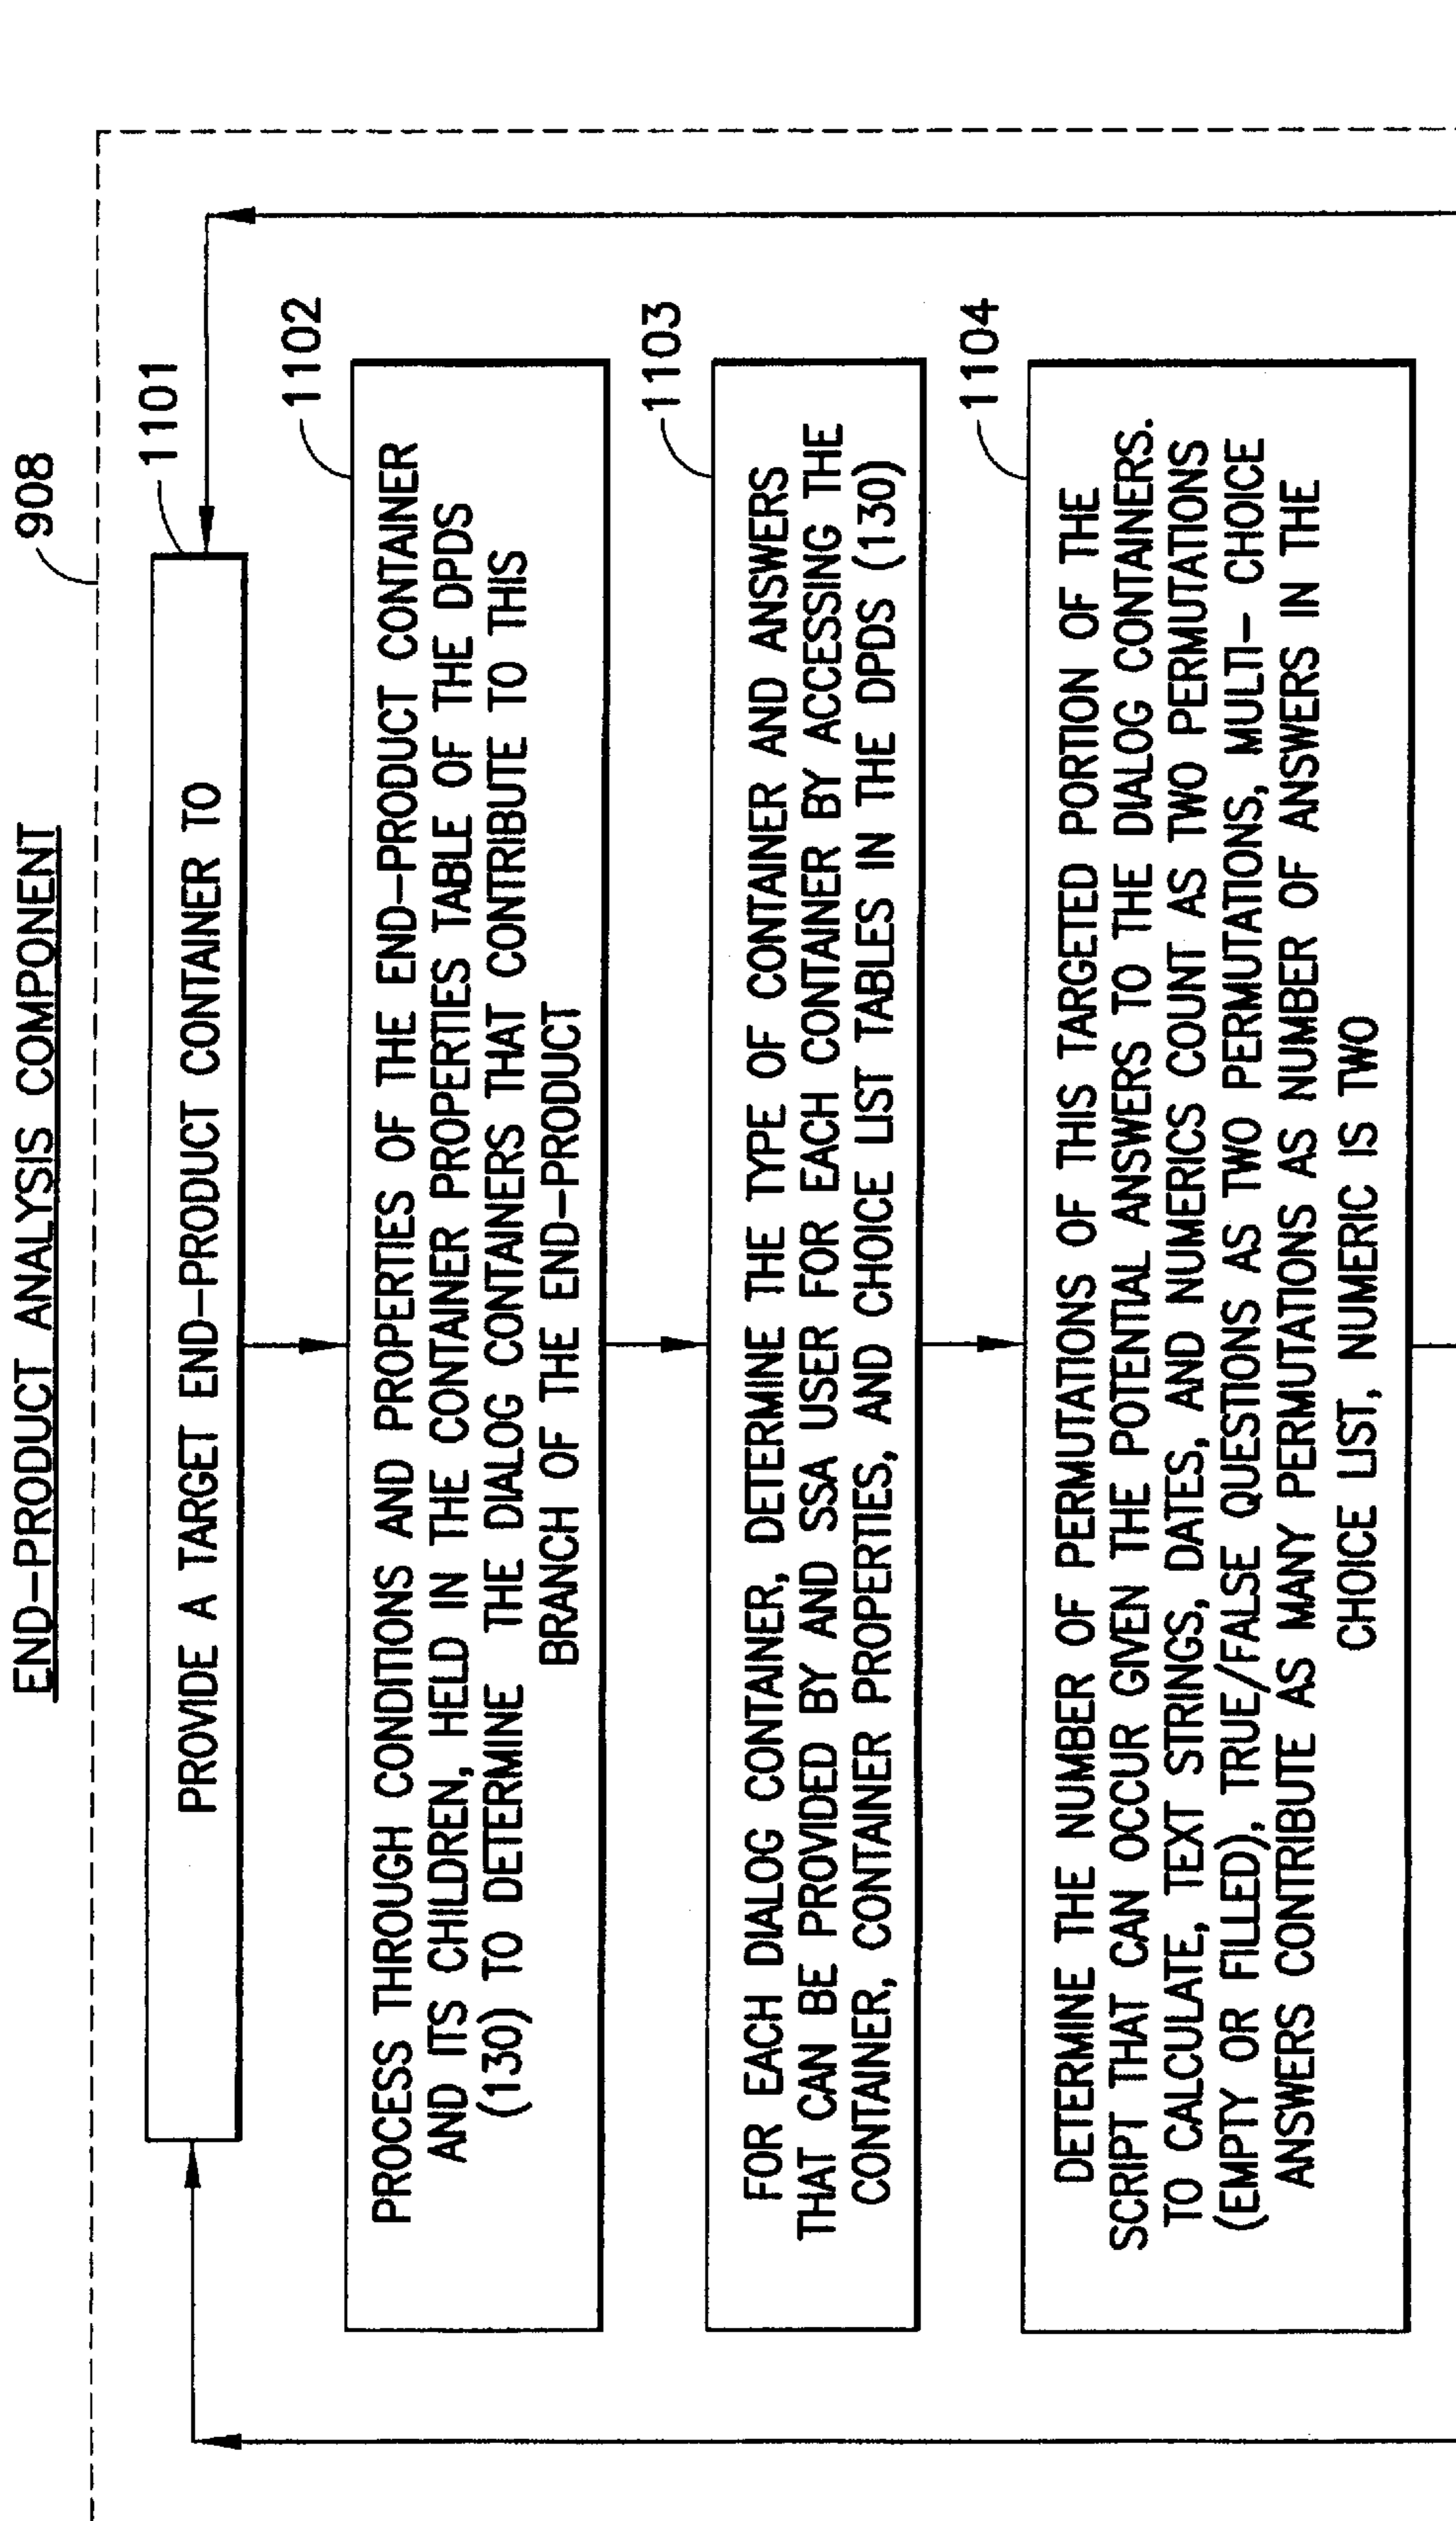 END-PRODUCT ANALYSIS COMPONENT
908
1101
PROVIDE A TARGET END-PRODUCT CONTAINER TO
1102
PROCESS THROUGH CONDITIONS AND PROPERTIES OF THE END-PRODUCT CONTAINER
AND ITS CHILDREN, HELD IN THE CONTAINER PROPERTIES TABLE OF THE DPDS
(130) TO DETERMINE THE DIALOG CONTAINERS THAT CONTRIBUTE TO THIS
BRANCH OF THE END-PRODUCT
1103
FOR EACH DIALOG CONTAINER, DETERMINE THE TYPE OF CONTAINER AND ANSWERS
THAT CAN BE PROVIDED BY AND SSA USER FOR EACH CONTAINER BY ACCESSING THE
CONTAINER, CONTAINER PROPERTIES, AND CHOICE LIST TABLES IN THE DPDS (130)
1104
DETERMINE THE NUMBER OF PERMUTATIONS OF THIS TARGETED PORTION OF THE
SCRIPT THAT CAN OCCUR GIVEN THE POTENTIAL ANSWERS TO THE DIALOG CONTAINERS.
TO CALCULATE, TEXT STRINGS, DATES, AND NUMERICS COUNT AS TWO PERMUTATIONS
(EMPTY OR FILLED), TRUE/FALSE QUESTIONS AS TWO PERMUTATIONS, MULTI- CHOICE
ANSWERS CONTRIBUTE AS MANY PERMUTATIONS AS NUMBER OF ANSWERS IN THE
CHOICE LIST, NUMERIC IS TWO